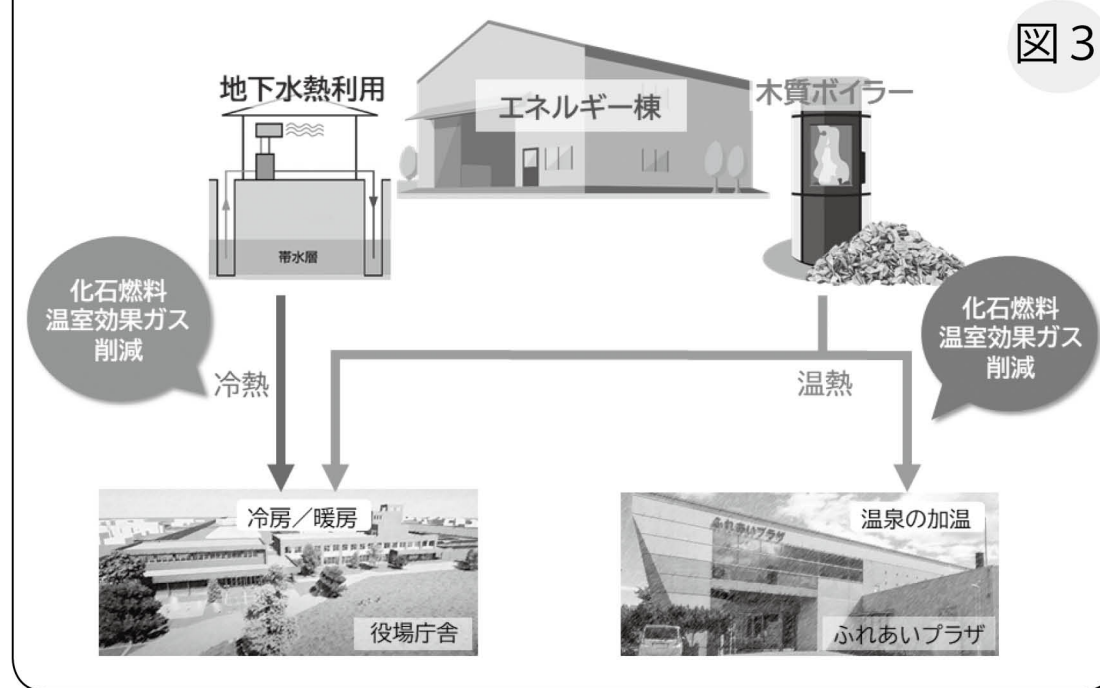 図3
地下水熱利用
エネルギー棟
木質ボイラー
帯水層
化石燃料
温室効果ガス
削減
化石燃料
温室効果ガス
削減
冷熱
温熱
冷房／暖房
役場庁舎
ふれあいプラザ
温泉の加温
ふれあいプラザ